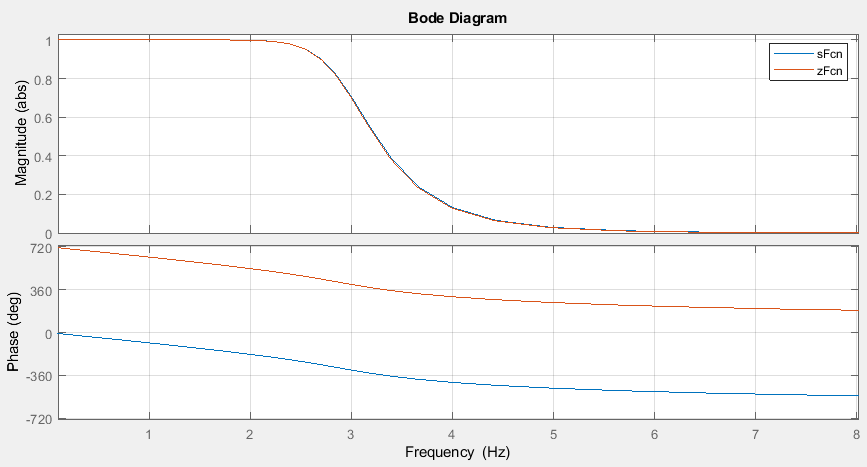 Bode Diagram
sFcn
zFcn
Magnitude (abs)
1
0.8
0.6
0.4
0.2
0
Phase (deg)
720
360
0
-360
-720
1 2 3 4 5 6 7 8
Frequency (Hz)